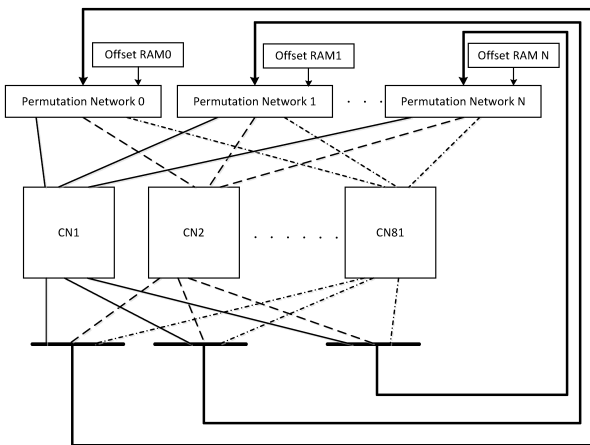 Offset RAM0
Offset RAM1
Offset RAM N
Permutation Network 0
Permutation Network 1
. . .
Permutation Network N
CN1
CN2
. . . . . .
CN81